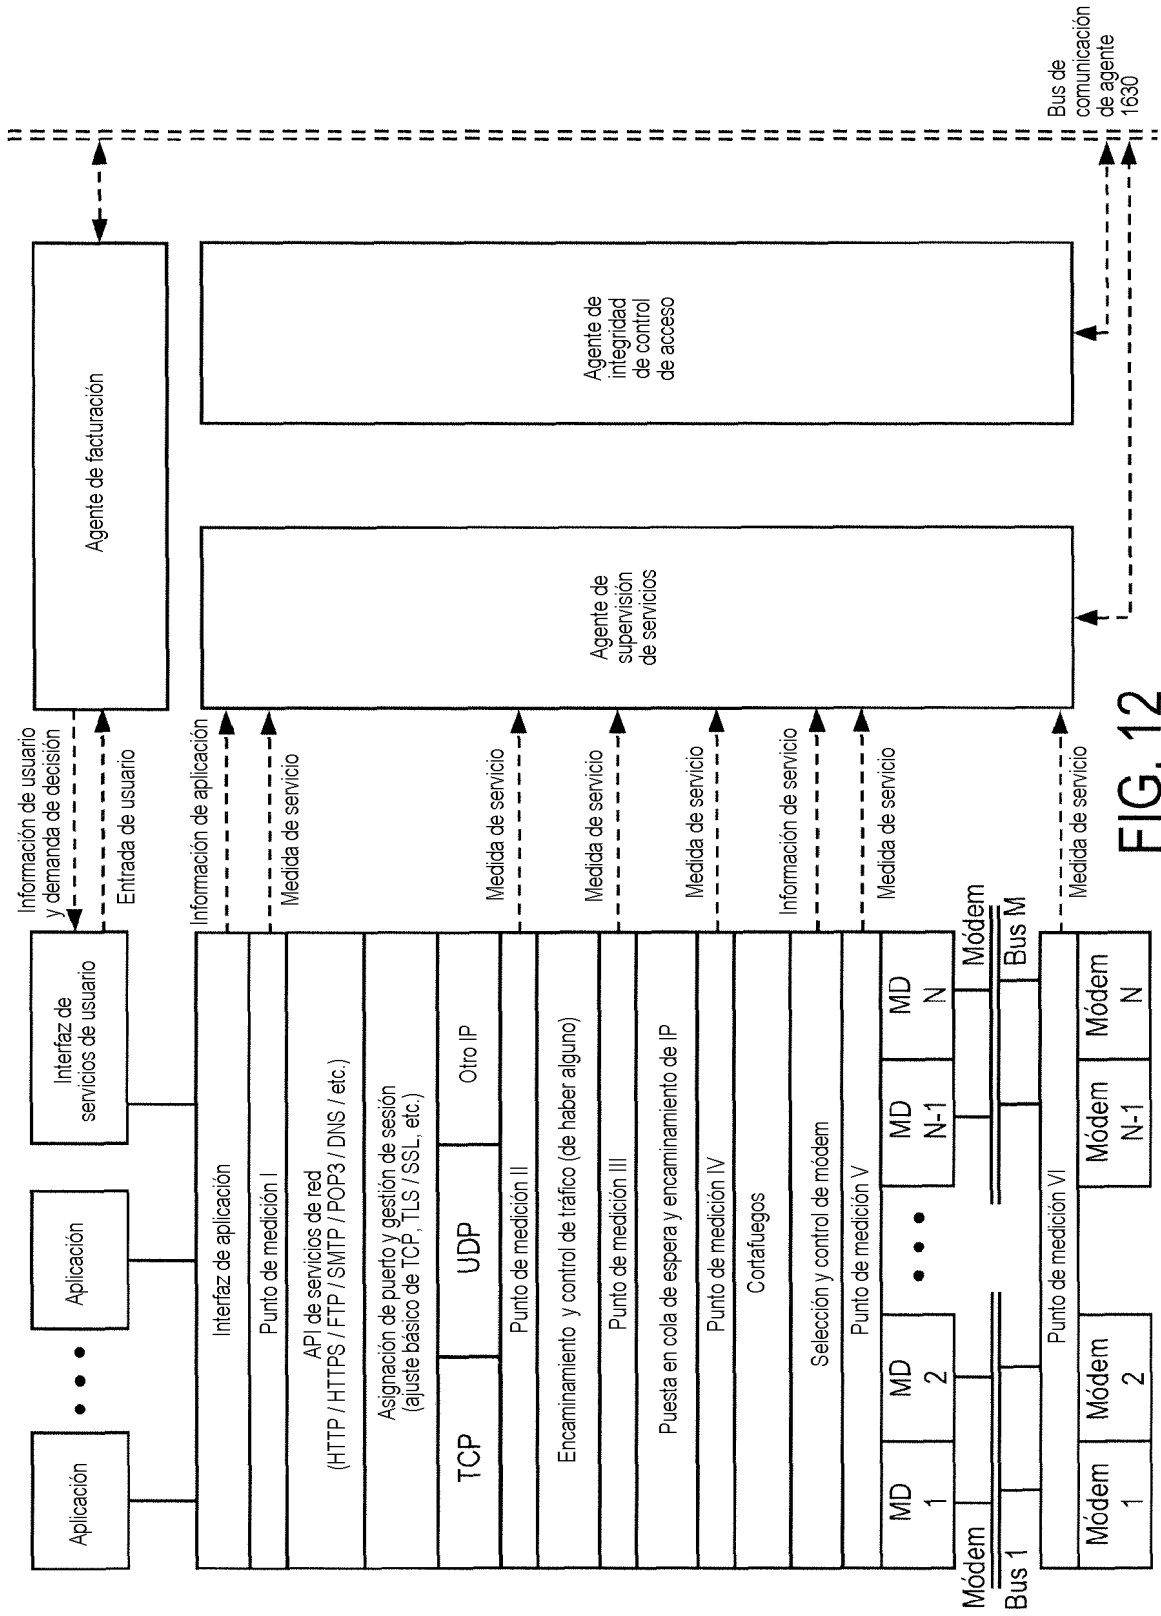 Aplicación
Aplicación
Interfaz de
servicios de usuario
Información de usuario
y demanda de decisión
Entrada de usuario
Agente de facturación
Interfaz de aplicación
Información de aplicación
Punto de medición I
Medida de servicio
API de servicios de red
(HTTP / HTTPS / FTP / SMTP / POP3 / DNS / etc.)
Asignación de puerto y gestión de sesión
(ajuste básico de TCP, TLS / SSL, etc.)
TCP
UDP
Otro IP
Punto de medición II
Medida de servicio
Encaminamiento y control de tráfico (de haber alguno)
Punto de medición III
Medida de servicio
Puesta en cola de espera y encaminamiento de IP
Punto de medición IV
Medida de servicio
Cortafuegos
Selección y control de módem
Información de servicio
Punto de medición V
Medida de servicio
Agente de
supervisión
de servicios
Agente de
integridad
de control
de acceso
MD
1
MD
2
MD
N-1
MD
N
Módem
Bus 1
Módem
Bus M
Punto de medición VI
Medida de servicio
Módem
1
Módem
2
Módem
N-1
Módem
N
Bus de
comunicación
de agente
1630
FIG. 12